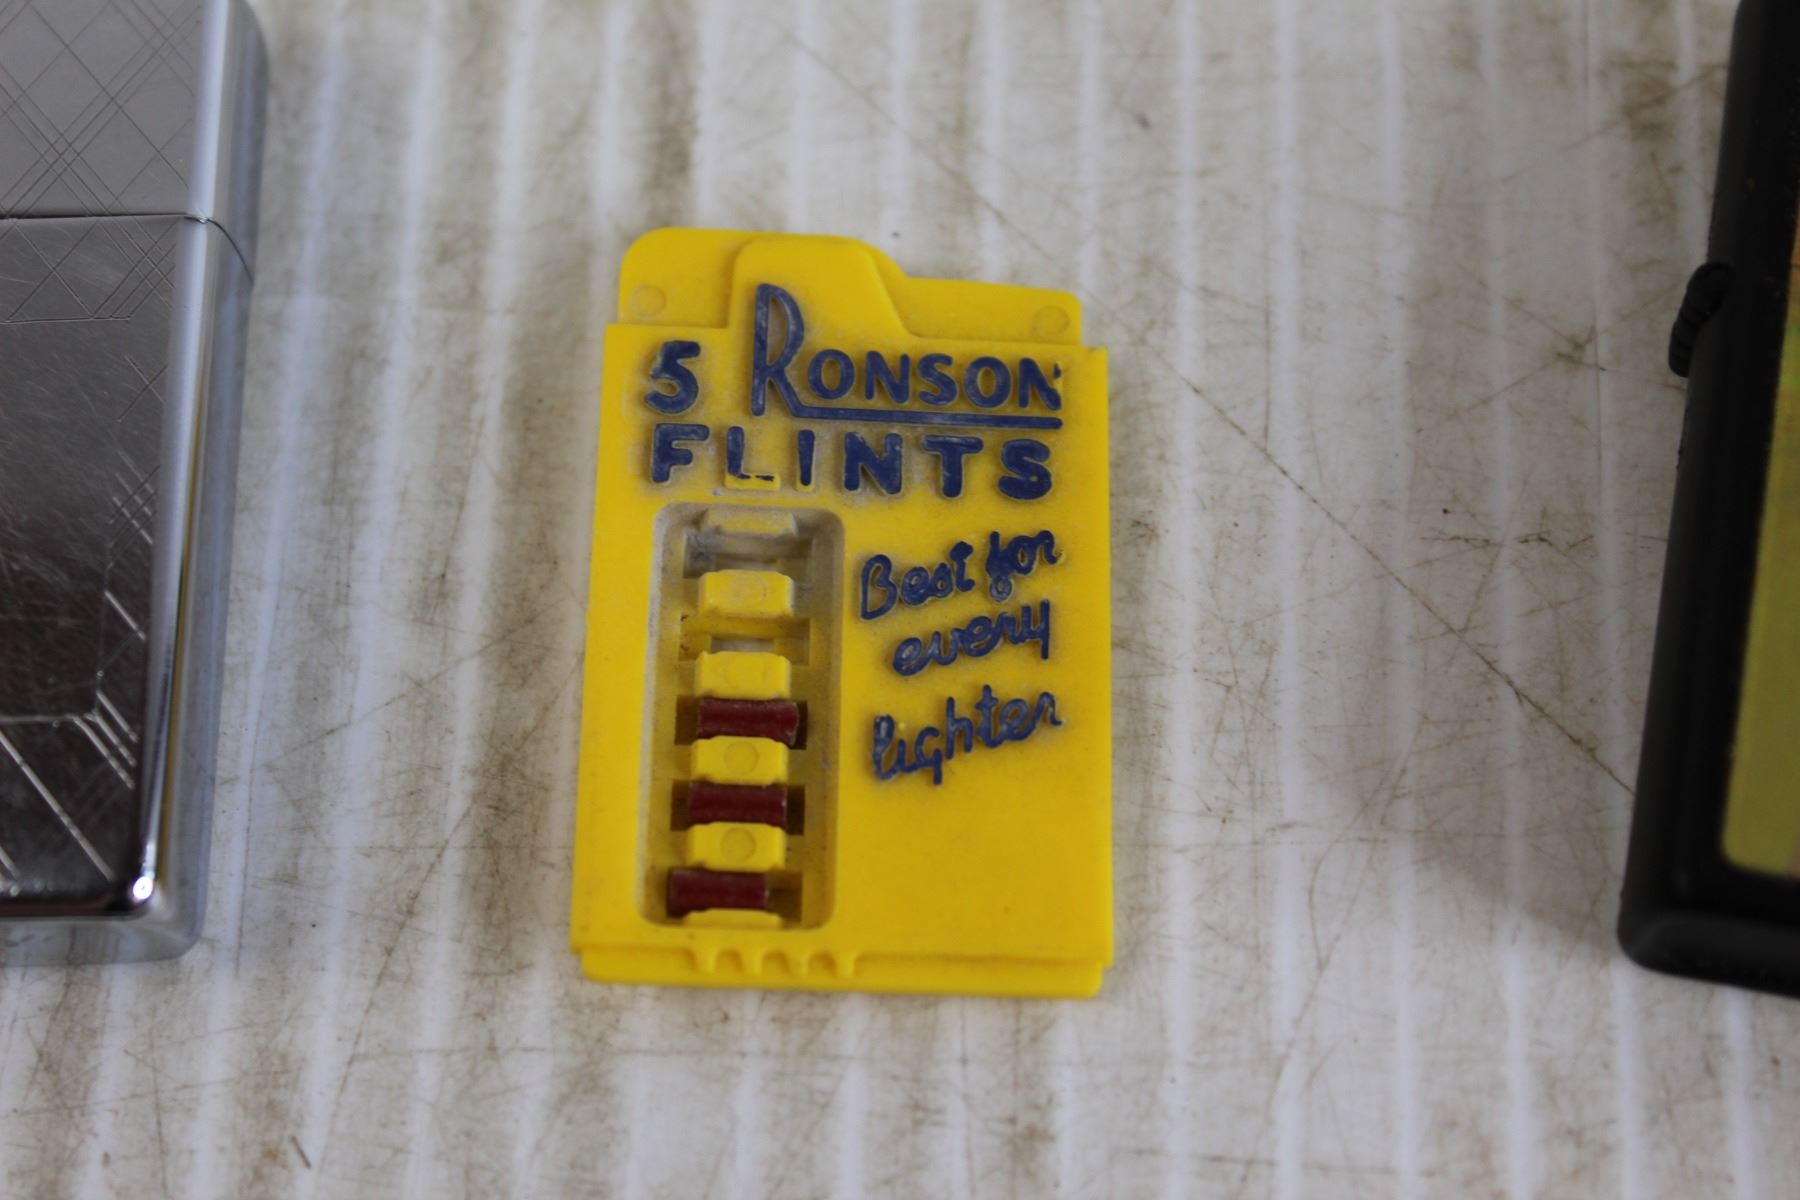 5 RONSON
FLINTS
Best for
every
lighter